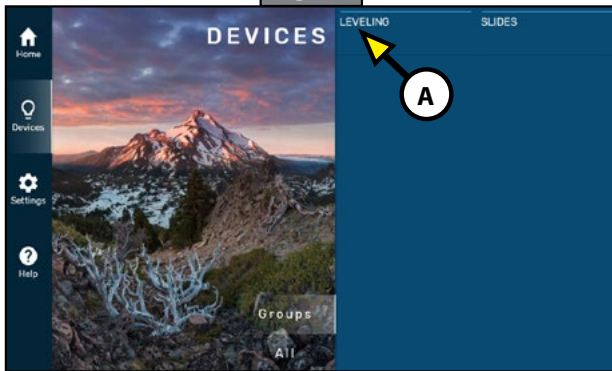 DEVICES
LEVELING
SLIDES
A
Home
Devices
Settings
Help
Groups
All